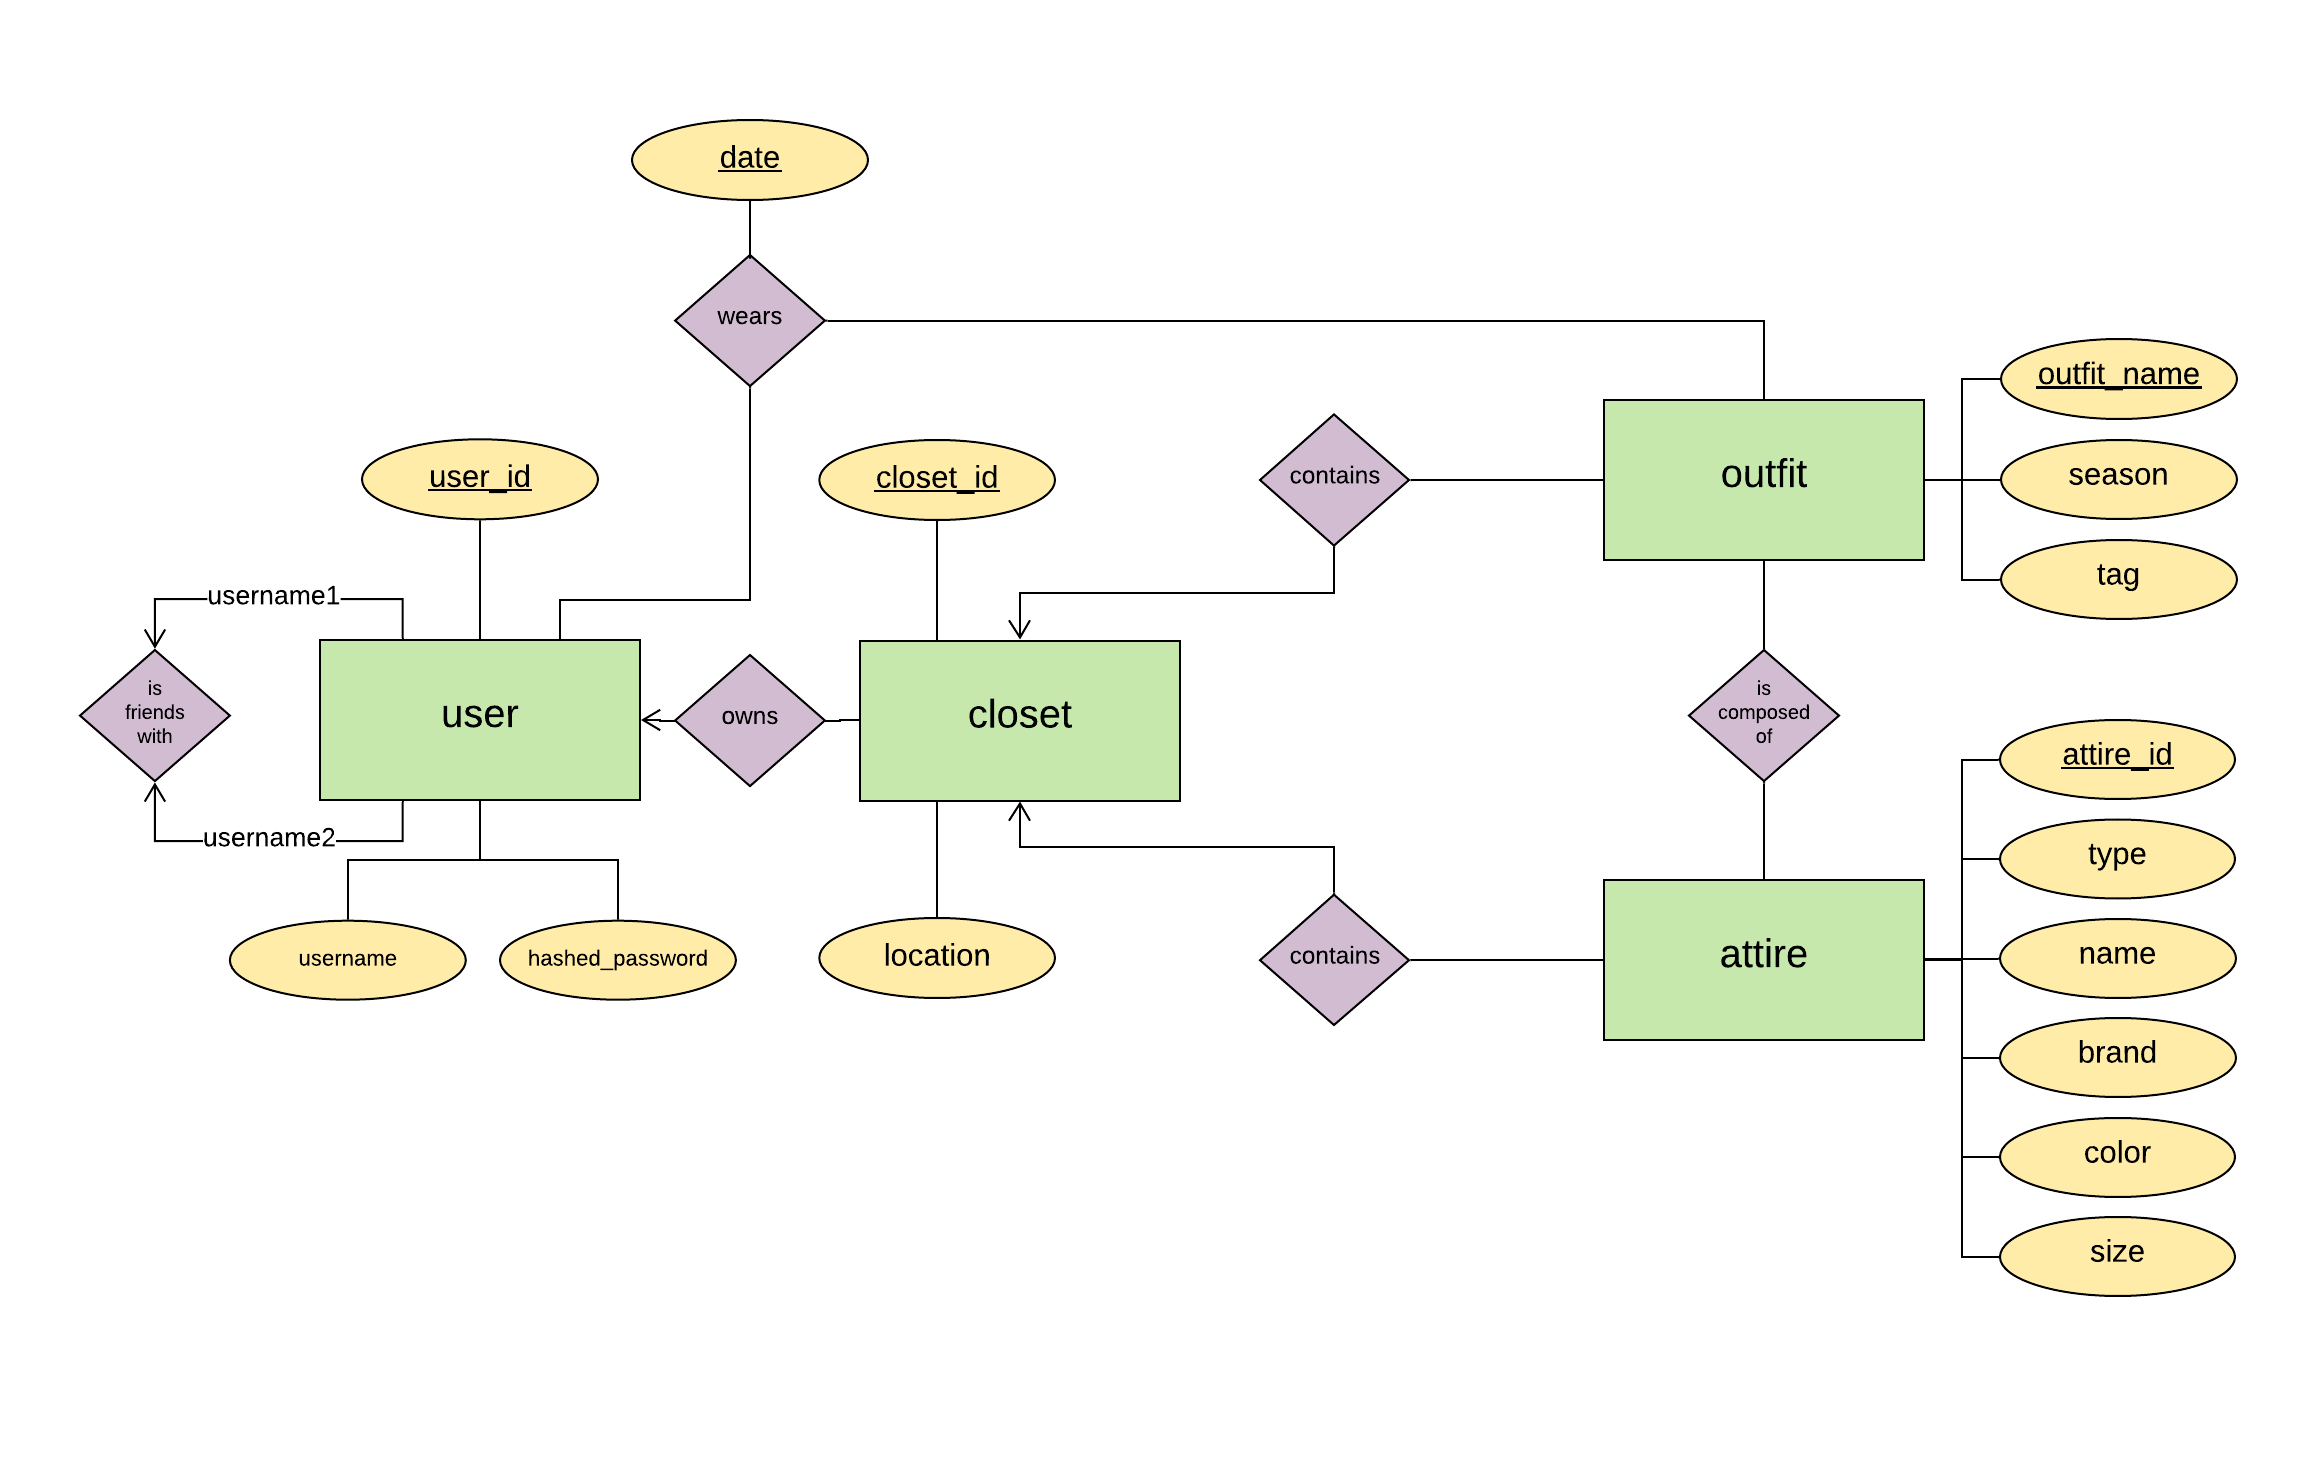 date
wears
outfit_name
season
tag
outfit
contains
user_id
closet_id
username1
is
friends
with
user
owns
closet
is
composed
of
username2
username
hashed_password
location
contains
attire
attire_id
type
name
brand
color
size